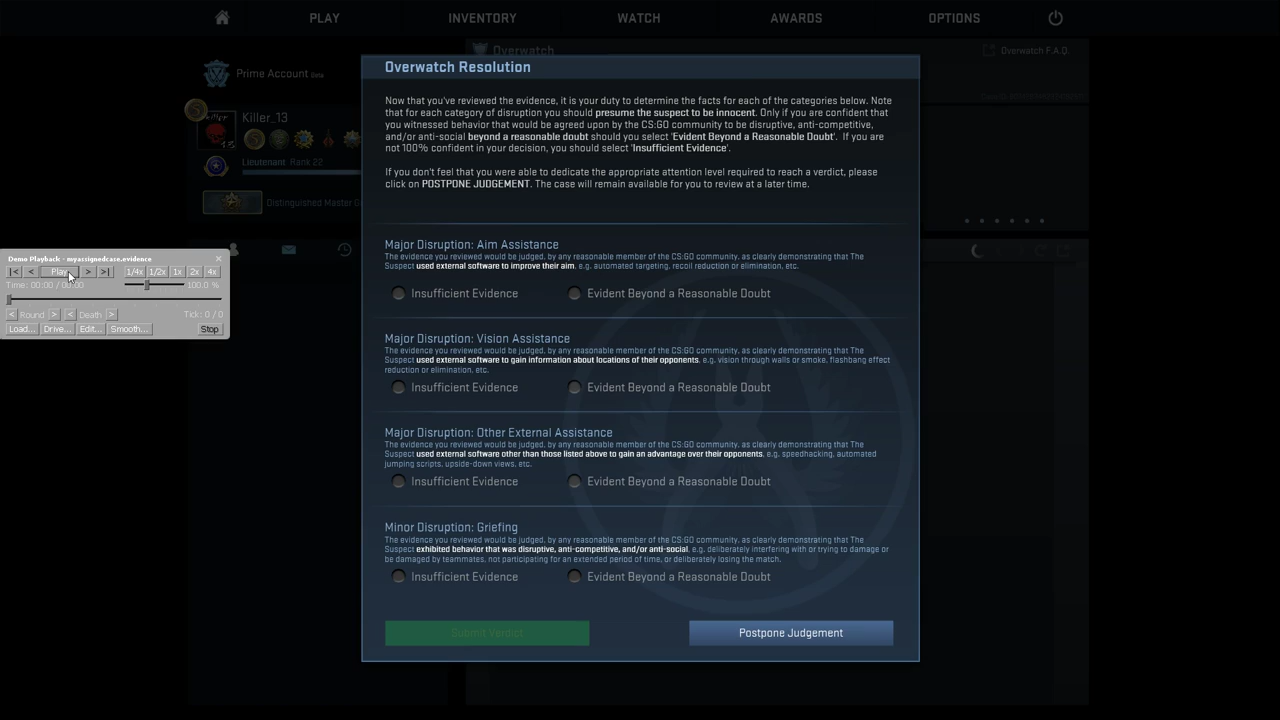 PLAY
INVENTORY
WATCH
AWARDS
OPTIONS
Overwatch
Overwatch F.A.Q.
Prime Account Beta
Killer_13
Lieutenant Rank 22
Distinguished Master G
Overwatch Resolution
Now that you've reviewed the evidence, it is your duty to determine the facts for each of the categories below. Note
that for each category of disruption you should presume the suspect to be innocent. Only if you are confident that
you witnessed behavior that would be agreed upon by the CS:GO community to be disruptive, anti-competitive,
and/or anti-social beyond a reasonable doubt should you select 'Evident Beyond a Reasonable Doubt'. If you are
not 100% confident in your decision, you should select 'Insufficient Evidence'.
If you don't feel that you were able to dedicate the appropriate attention level required to reach a verdict, please
click on POSTPONE JUDGEMENT. The case will remain available for you to review at a later time.
Major Disruption: Aim Assistance
The evidence you reviewed would be judged, by any reasonable member of the CS:GO community, as clearly demonstrating that The
Suspect used external software to improve their aim. e.g. automated targeting, recoil reduction or elimination, etc.
Insufficient Evidence
Evident Beyond a Reasonable Doubt
Major Disruption: Vision Assistance
The evidence you reviewed would be judged, by any reasonable member of the CS:GO community, as clearly demonstrating that The
Suspect used external software to gain information about locations of their opponents. e.g. vision through walls or smoke, flashbang effect
reduction or elimination, etc.
Insufficient Evidence
Evident Beyond a Reasonable Doubt
Major Disruption: Other External Assistance
The evidence you reviewed would be judged, by any reasonable member of the CS:GO community, as clearly demonstrating that The
Suspect used external software other than those listed above to gain an advantage over their opponents. e.g. speedhacking, automated
jumping scripts, upside-down views, etc.
Insufficient Evidence
Evident Beyond a Reasonable Doubt
Minor Disruption: Griefing
The evidence you reviewed would be judged, by any reasonable member of the CS:GO community, as clearly demonstrating that The
Suspect exhibited behavior that was disruptive, anti-competitive, and/or anti-social. e.g. deliberately interfering with or trying to damage or
be damaged by teammates, not participating for an extended period of time, or deliberately losing the match.
Insufficient Evidence
Evident Beyond a Reasonable Doubt
Submit Verdict
Postpone Judgement
Demo Playback - myassignedcase.evidence
|< < Play > >| 1/4x 1/2x 1x 2x 4x
Time: 00:00 / 00:00
100.0 %
< Round > < Death > Tick: 0 / 0
Load... Drive... Edit... Smooth... Stop